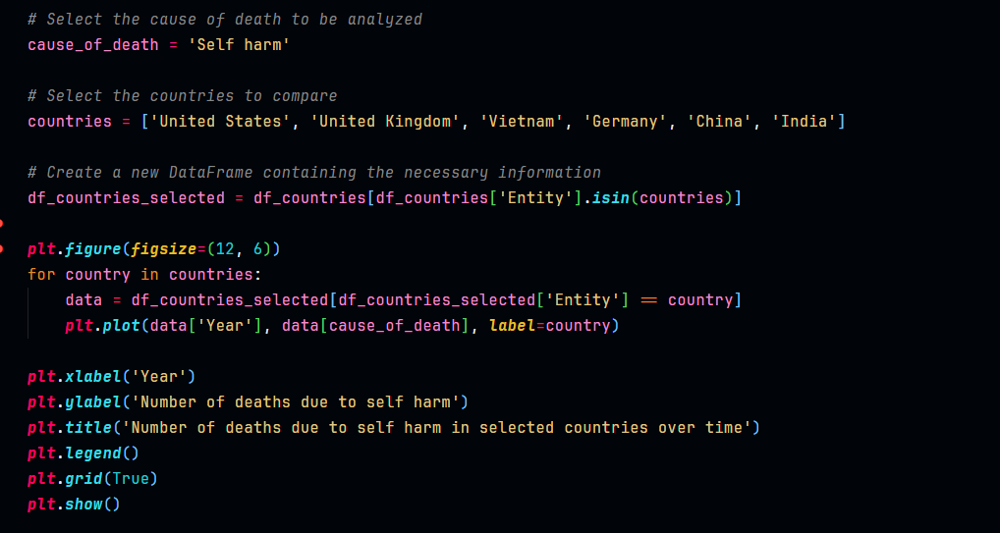 # Select the cause of death to be analyzed
cause_of_death = 'Self harm'
# Select the countries to compare
countries = ['United States', 'United Kingdom', 'Vietnam', 'Germany', 'China', 'India']
# Create a new DataFrame containing the necessary information
df_countries_selected = df_countries[df_countries['Entity'].isin(countries)]
plt.figure(figsize=(12, 6))
for country in countries:
    data = df_countries_selected[df_countries_selected['Entity'] == country]
    plt.plot(data['Year'], data[cause_of_death], label=country)
plt.xlabel('Year')
plt.ylabel('Number of deaths due to self harm')
plt.title('Number of deaths due to self harm in selected countries over time')
plt.legend()
plt.grid(True)
plt.show()